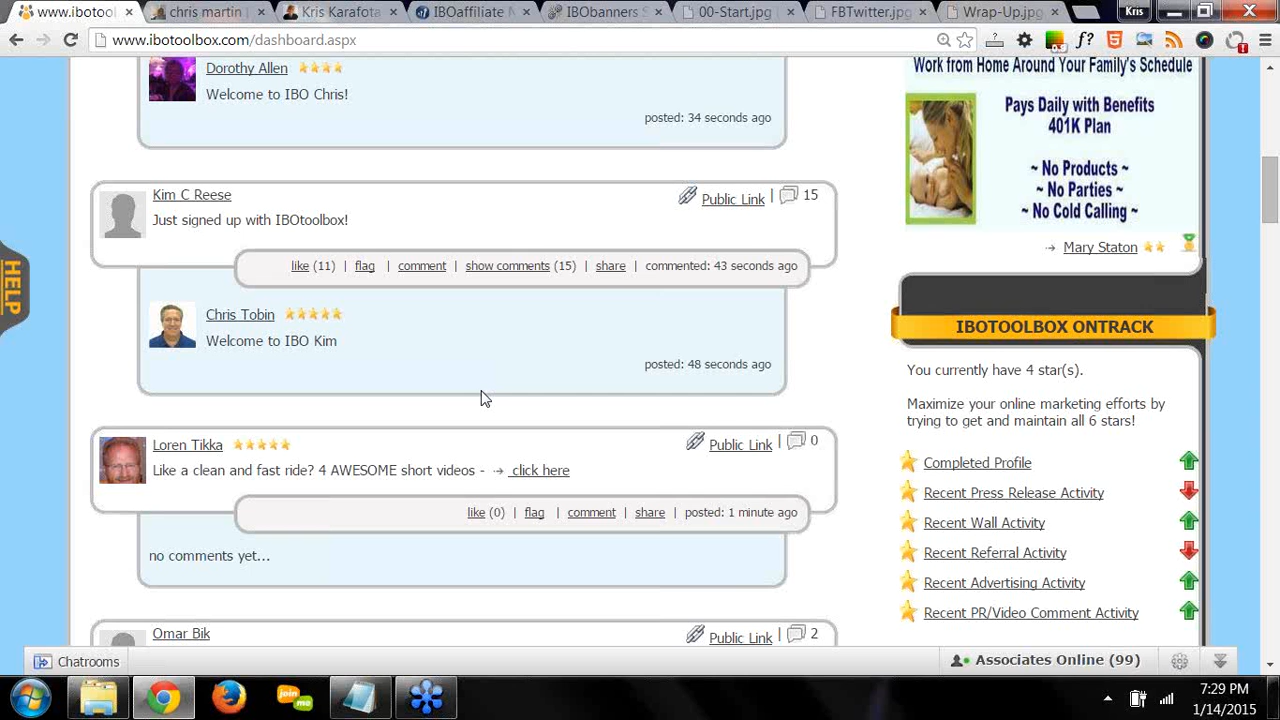 www.ibotoolbo
chris martin |
Kris Karafota
IBOaffiliate N
IBObanners S
00-Start.jpg
FBTwitter.jpg
Wrap-Up.jpg
Kris
www.ibotoolbox.com/dashboard.aspx
Dorothy Allen
Welcome to IBO Chris!
posted: 34 seconds ago
Kim C Reese
Public Link | 15
Just signed up with IBOtoolbox!
like (11) | flag | comment | show comments (15) | share | commented: 43 seconds ago
Chris Tobin
Welcome to IBO Kim
posted: 48 seconds ago
Loren Tikka
Public Link | 0
Like a clean and fast ride? 4 AWESOME short videos - → click here
like (0) | flag | comment | share | posted: 1 minute ago
no comments yet...
Omar Bik
Public Link | 2
HELP
Work from Home Around Your Family's Schedule
Pays Daily with Benefits
401K Plan
~ No Products ~
~ No Parties ~
~ No Cold Calling ~
→ Mary Staton
IBOTOOLBOX ONTRACK
You currently have 4 star(s).
Maximize your online marketing efforts by
trying to get and maintain all 6 stars!
Completed Profile
Recent Press Release Activity
Recent Wall Activity
Recent Referral Activity
Recent Advertising Activity
Recent PR/Video Comment Activity
Chatrooms
Associates Online (99)
join
me
7:29 PM
1/14/2015